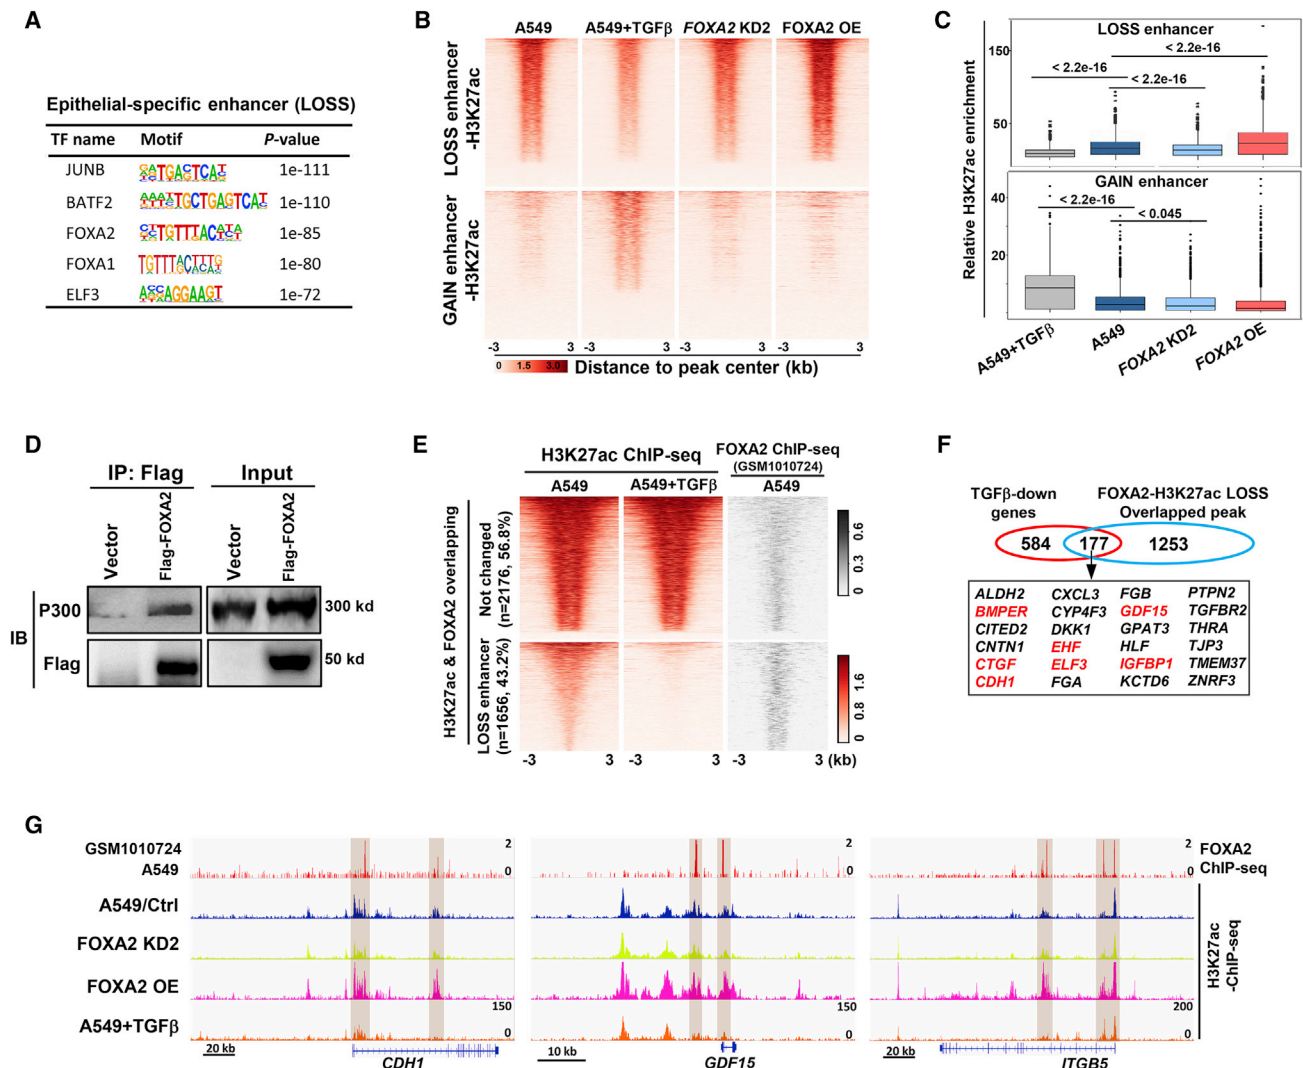 A
Epithelial-specific enhancer (LOSS)
TF name Motif P-value
JUNB 1e-111
BATF2 1e-110
FOXA2 1e-85
FOXA1 1e-80
ELF3 1e-72
B
A549 A549+TGFβ FOXA2 KD2 FOXA2 OE
LOSS enhancer
-H3K27ac
GAIN enhancer
-H3K27ac
-3 3 -3 3 -3 3 -3 3
0 1.5 3.0 Distance to peak center (kb)
C
Relative H3K27ac enrichment
LOSS enhancer
150
50
< 2.2e-16
< 2.2e-16
< 2.2e-16
GAIN enhancer
40
20
< 2.2e-16
< 0.045
A549+TGFβ
A549
FOXA2 KD2
FOXA2 OE
D
IP: Flag Input
Vector
Flag-FOXA2
Vector
Flag-FOXA2
IB
P300 300 kd
Flag 50 kd
E
H3K27ac ChIP-seq
FOXA2 ChIP-seq
(GSM1010724)
A549 A549+TGFβ A549
H3K27ac & FOXA2 overlapping
Not changed
(n=2176, 56.8%)
LOSS enhancer
(n=1656, 43.2%)
0.6
0.3
0
1.6
0.8
0
-3 3 -3 3 -3 3 (kb)
F
TGFβ-down
genes
FOXA2-H3K27ac LOSS
Overlapped peak
584 177 1253
ALDH2 CXCL3 FGB PTPN2
BMPER CYP4F3 GDF15 TGFBR2
CITED2 DKK1 GPAT3 THRA
CNTN1 EHF HLF TJP3
CTGF ELF3 IGFBP1 TMEM37
CDH1 FGA KCTD6 ZNRF3
G
GSM1010724
A549
2
0
2
0
2
0
FOXA2
ChIP-seq
A549/Ctrl
FOXA2 KD2
FOXA2 OE
A549+TGFβ
150
0
150
0
200
0
H3K27ac
-ChIP-seq
20 kb
CDH1
10 kb
GDF15
20 kb
ITGB5